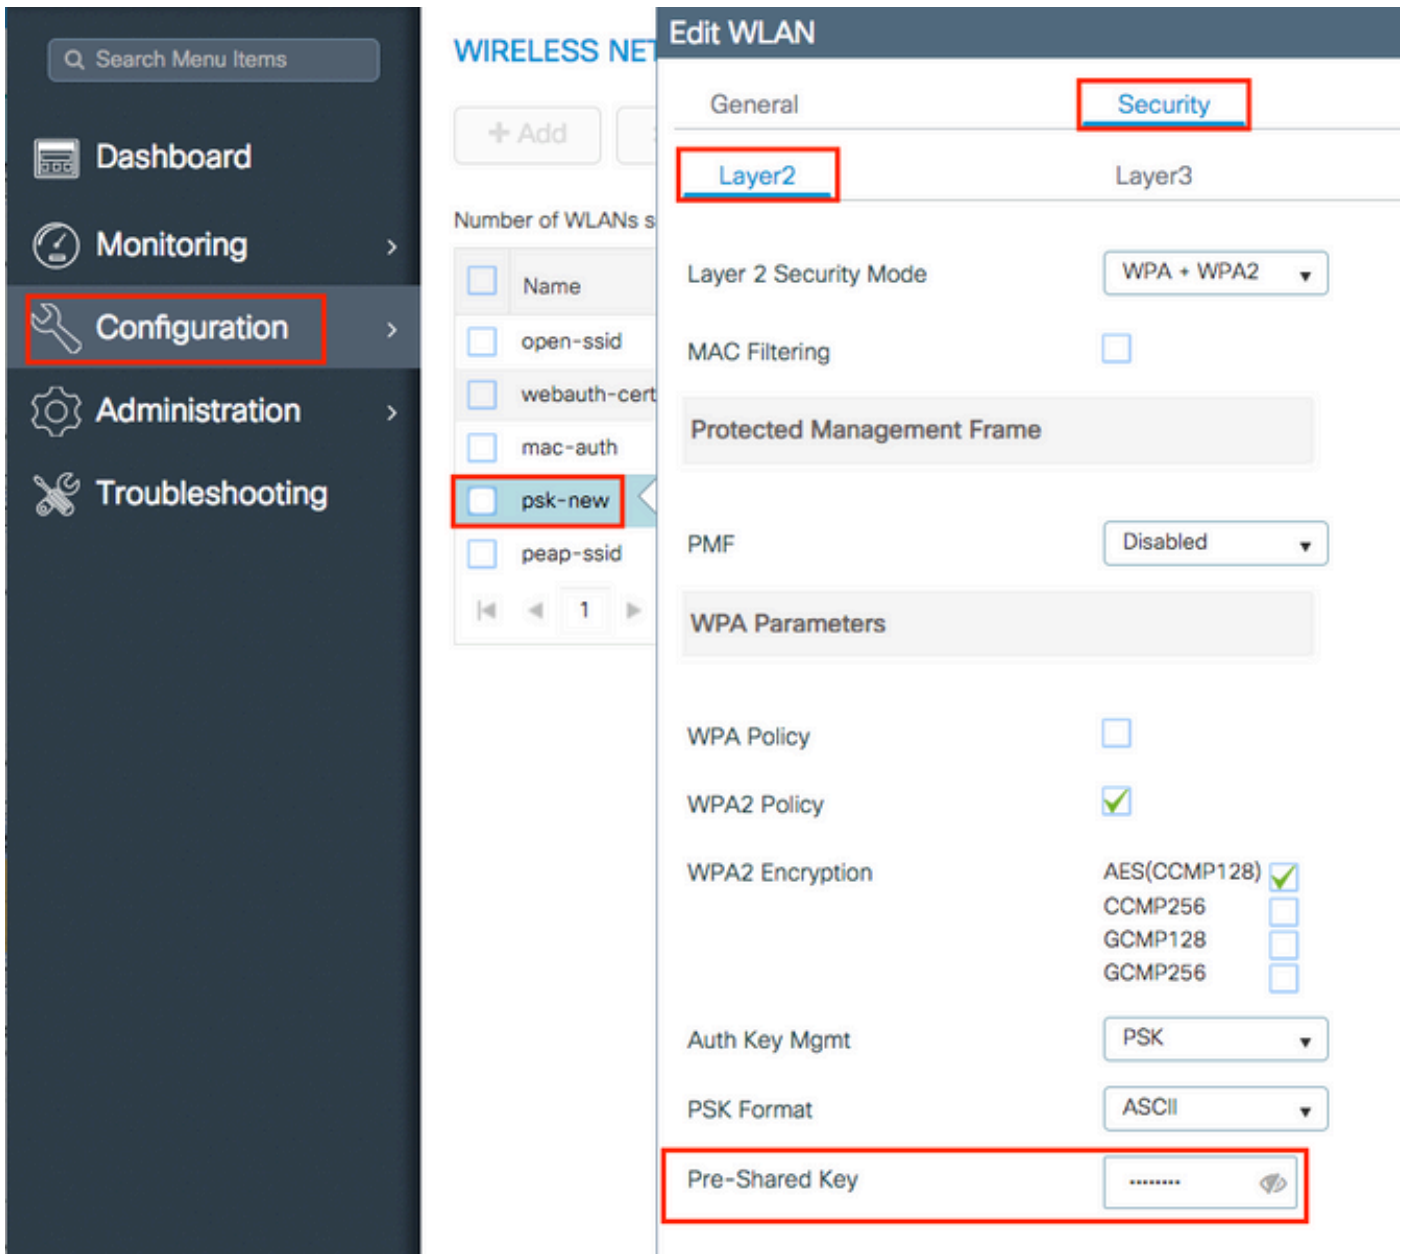 Search Menu Items
Dashboard
Monitoring
Configuration
Administration
Troubleshooting
WIRELESS NET
+ Add
Number of WLANs s
Name
open-ssid
webauth-cert
mac-auth
psk-new
peap-ssid
1
Edit WLAN
General Security
Layer2 Layer3
Layer 2 Security Mode WPA + WPA2
MAC Filtering
Protected Management Frame
PMF Disabled
WPA Parameters
WPA Policy
WPA2 Policy
WPA2 Encryption AES(CCMP128)
CCMP256
GCMP128
GCMP256
Auth Key Mgmt PSK
PSK Format ASCII
Pre-Shared Key ········